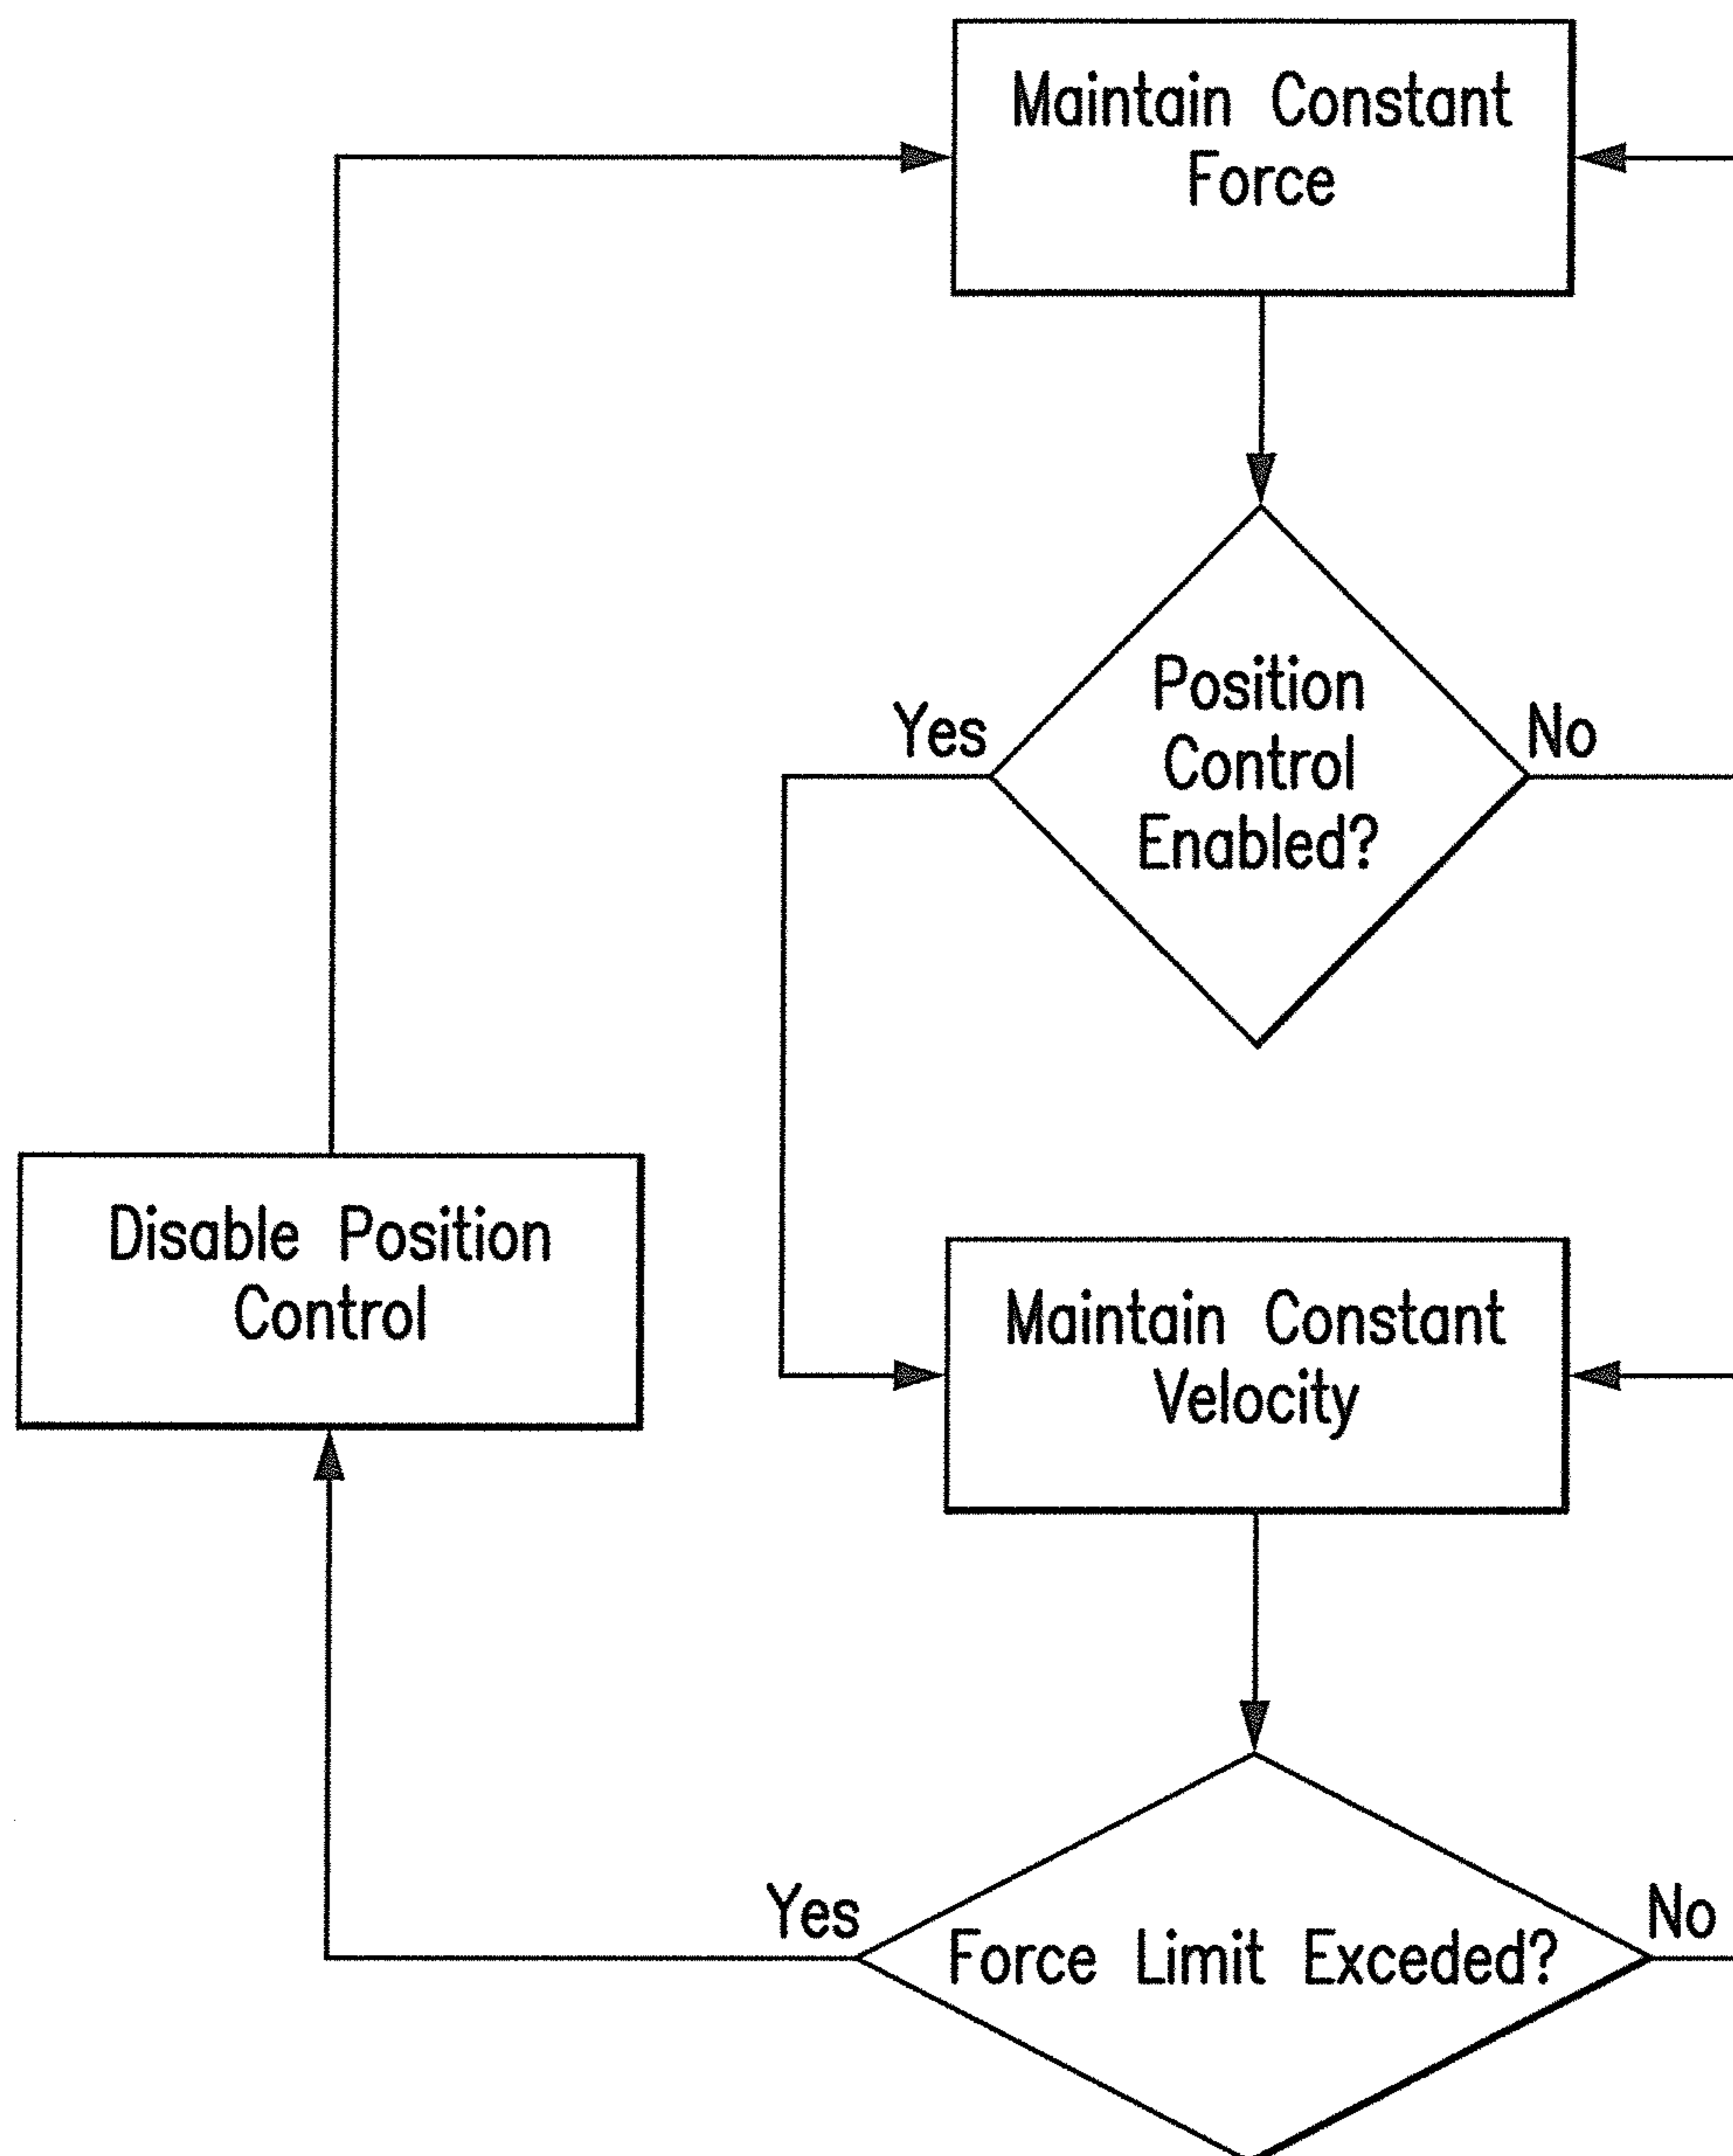 Maintain Constant
Force
Position
Control
Enabled?
Yes
No
Disable Position
Control
Maintain Constant
Velocity
Yes
No
Force Limit Exceded?